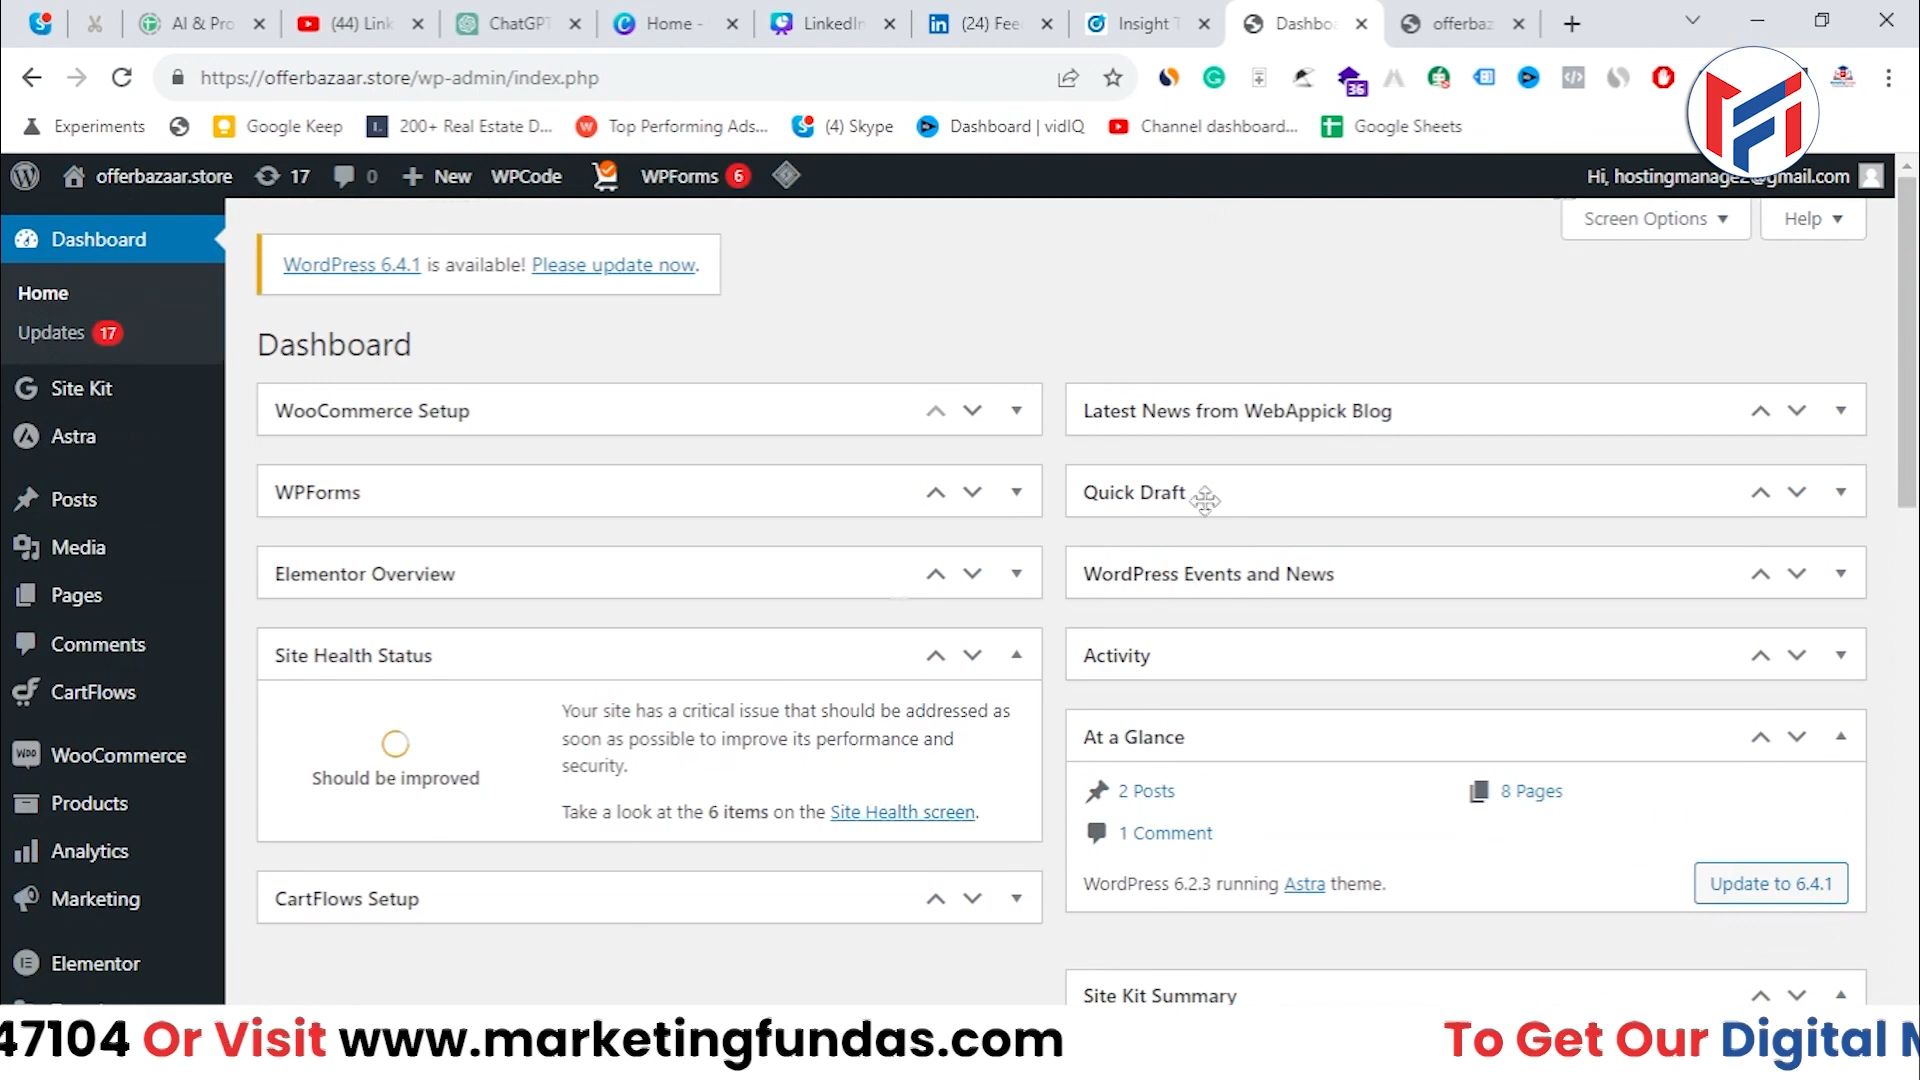 AI & Pro
(44) Link
ChatGPT
Home -
LinkedIn
(24) Fee
Insight T
Dashboa
offerbaz
https://offerbazaar.store/wp-admin/index.php
36
Experiments
Google Keep
200+ Real Estate D...
Top Performing Ads...
(4) Skype
Dashboard | vidIQ
Channel dashboard...
Google Sheets
offerbazaar.store
17
0
New
WPCode
WPForms 6
Hi, hostingmanage2@gmail.com
Dashboard
Home
Updates 17
Site Kit
Astra
Posts
Media
Pages
Comments
CartFlows
WooCommerce
Products
Analytics
Marketing
Elementor
Screen Options
Help
WordPress 6.4.1 is available! Please update now.
Dashboard
WooCommerce Setup
WPForms
Elementor Overview
Site Health Status
Should be improved
Your site has a critical issue that should be addressed as
soon as possible to improve its performance and
security.
Take a look at the 6 items on the Site Health screen.
CartFlows Setup
Latest News from WebAppick Blog
Quick Draft
WordPress Events and News
Activity
At a Glance
2 Posts
8 Pages
1 Comment
WordPress 6.2.3 running Astra theme.
Update to 6.4.1
Site Kit Summary
47104 Or Visit www.marketingfundas.com
To Get Our Digital M